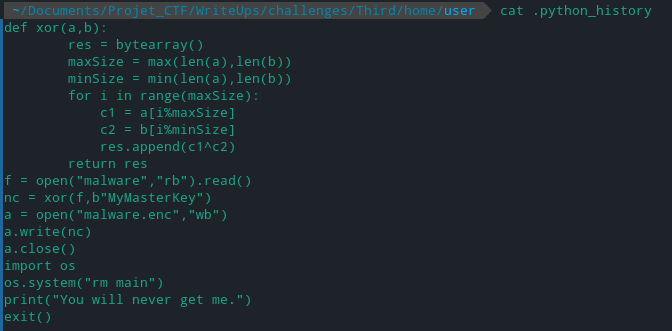 ~/Documents/Projet_CTF/WriteUps/challenges/Third/home/user cat .python_history
def xor(a,b):
        res = bytearray()
        maxSize = max(len(a),len(b))
        minSize = min(len(a),len(b))
        for i in range(maxSize):
            c1 = a[i%maxSize]
            c2 = b[i%minSize]
            res.append(c1^c2)
        return res
f = open("malware","rb").read()
nc = xor(f,b"MyMasterKey")
a = open("malware.enc","wb")
a.write(nc)
a.close()
import os
os.system("rm main")
print("You will never get me.")
exit()